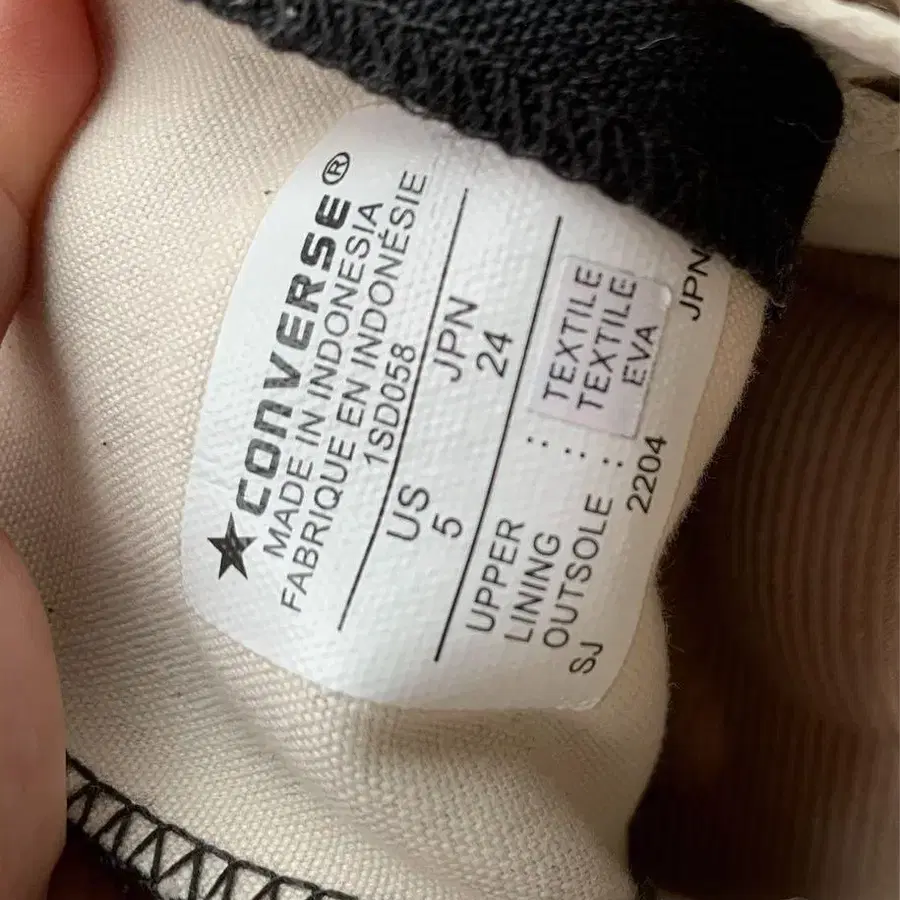 CONVERSE®
MADE IN INDONESIA
FABRIQUE EN INDONÉSIE
1SD058
US JPN
5 24
UPPER : TEXTILE
LINING : TEXTILE
OUTSOLE : EVA
SJ 2204 JPN